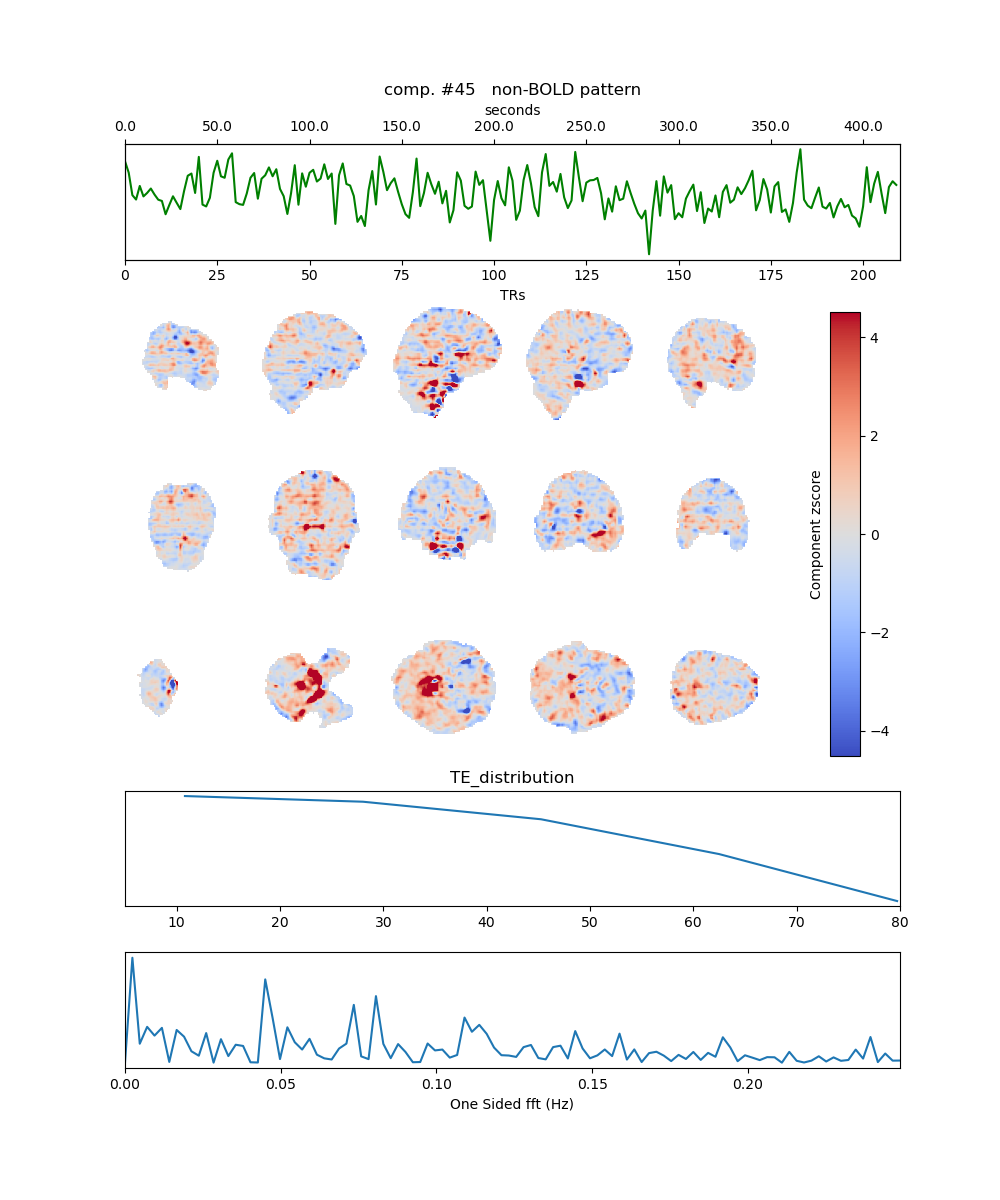 comp. #45   non-BOLD pattern
seconds
0.0 50.0 100.0 150.0 200.0 250.0 300.0 350.0 400.0
0 25 50 75 100 125 150 175 200
TRs
4
2
0
−2
−4
Component zscore
TE_distribution
10 20 30 40 50 60 70 80
0.00 0.05 0.10 0.15 0.20
One Sided fft (Hz)